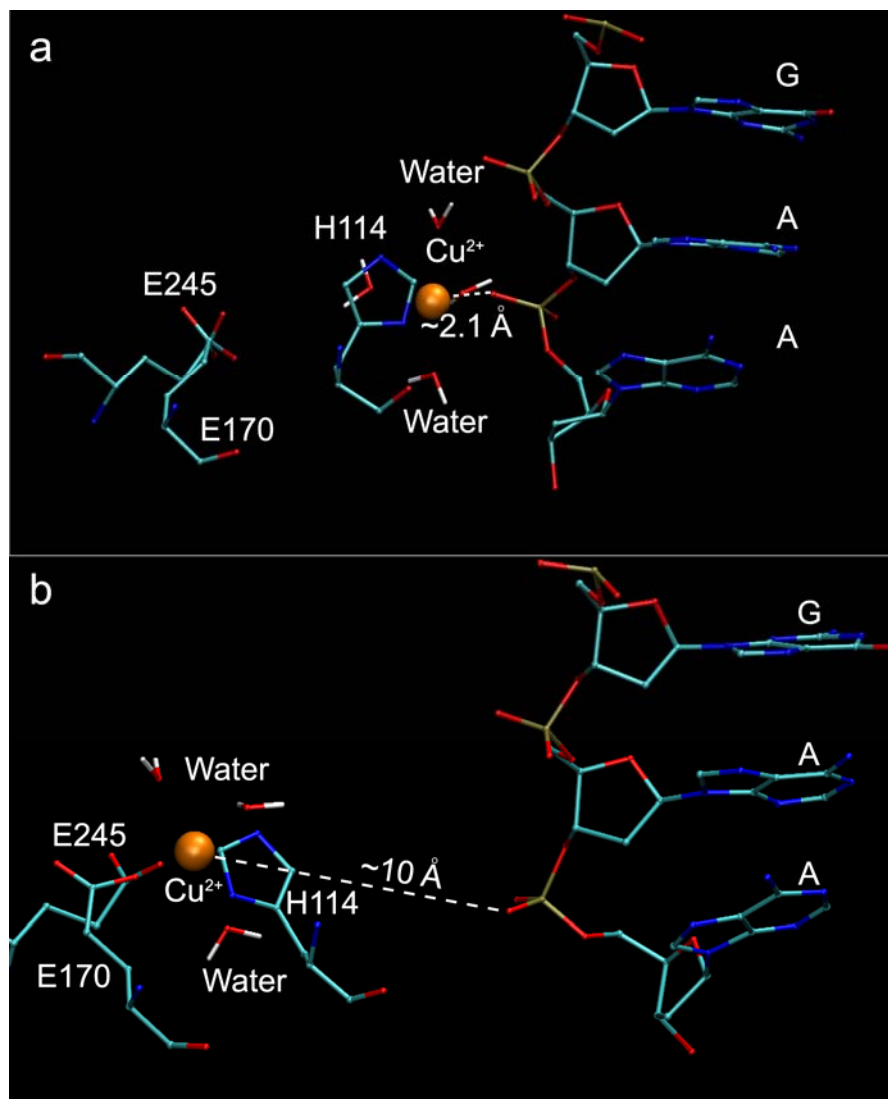 a
G
Water
A
H114
Cu²⁺
E245
~2.1 Å
A
E170
Water
b
G
Water
A
E245
~10 Å
Cu²⁺
H114
A
E170
Water